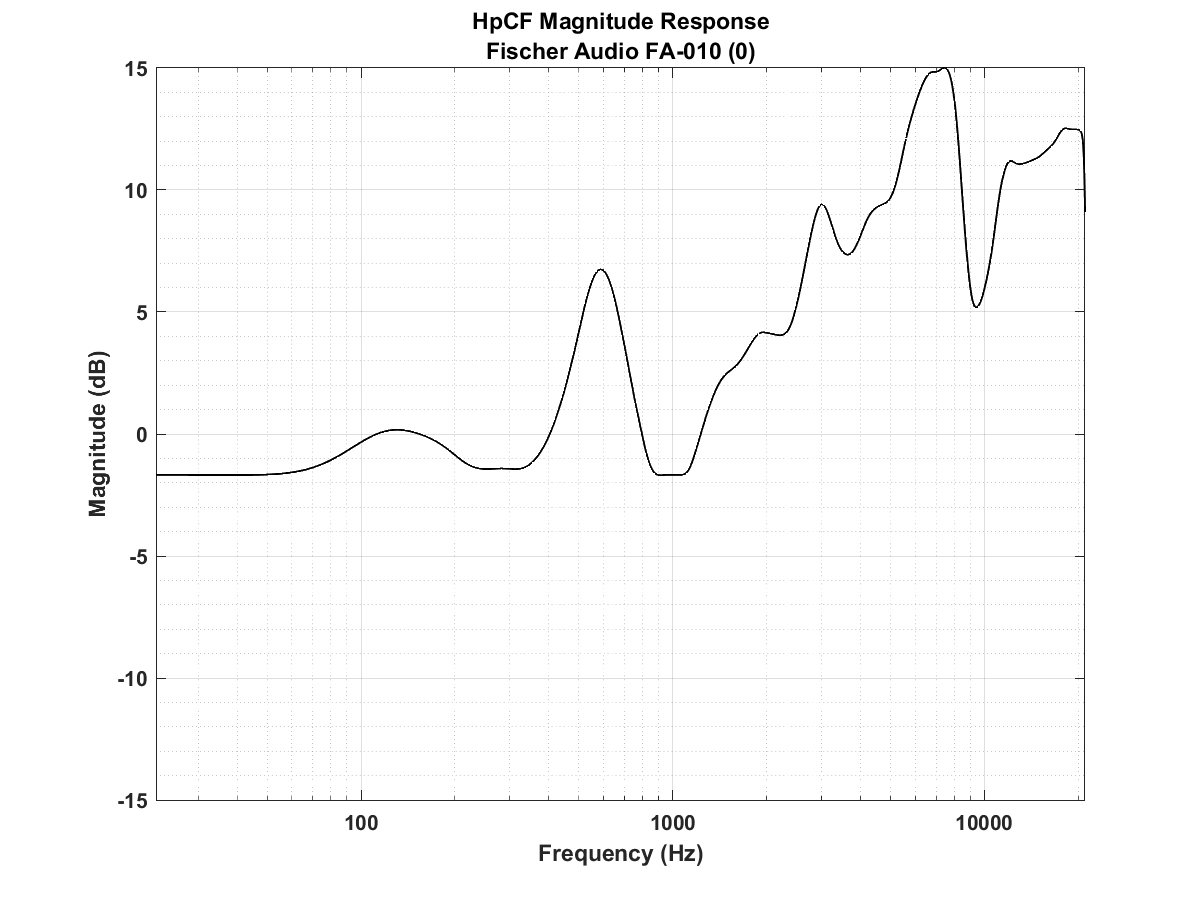 HpCF Magnitude Response
Fischer Audio FA-010 (0)
15
10
5
0
-5
-10
-15
Magnitude (dB)
100 1000 10000
Frequency (Hz)